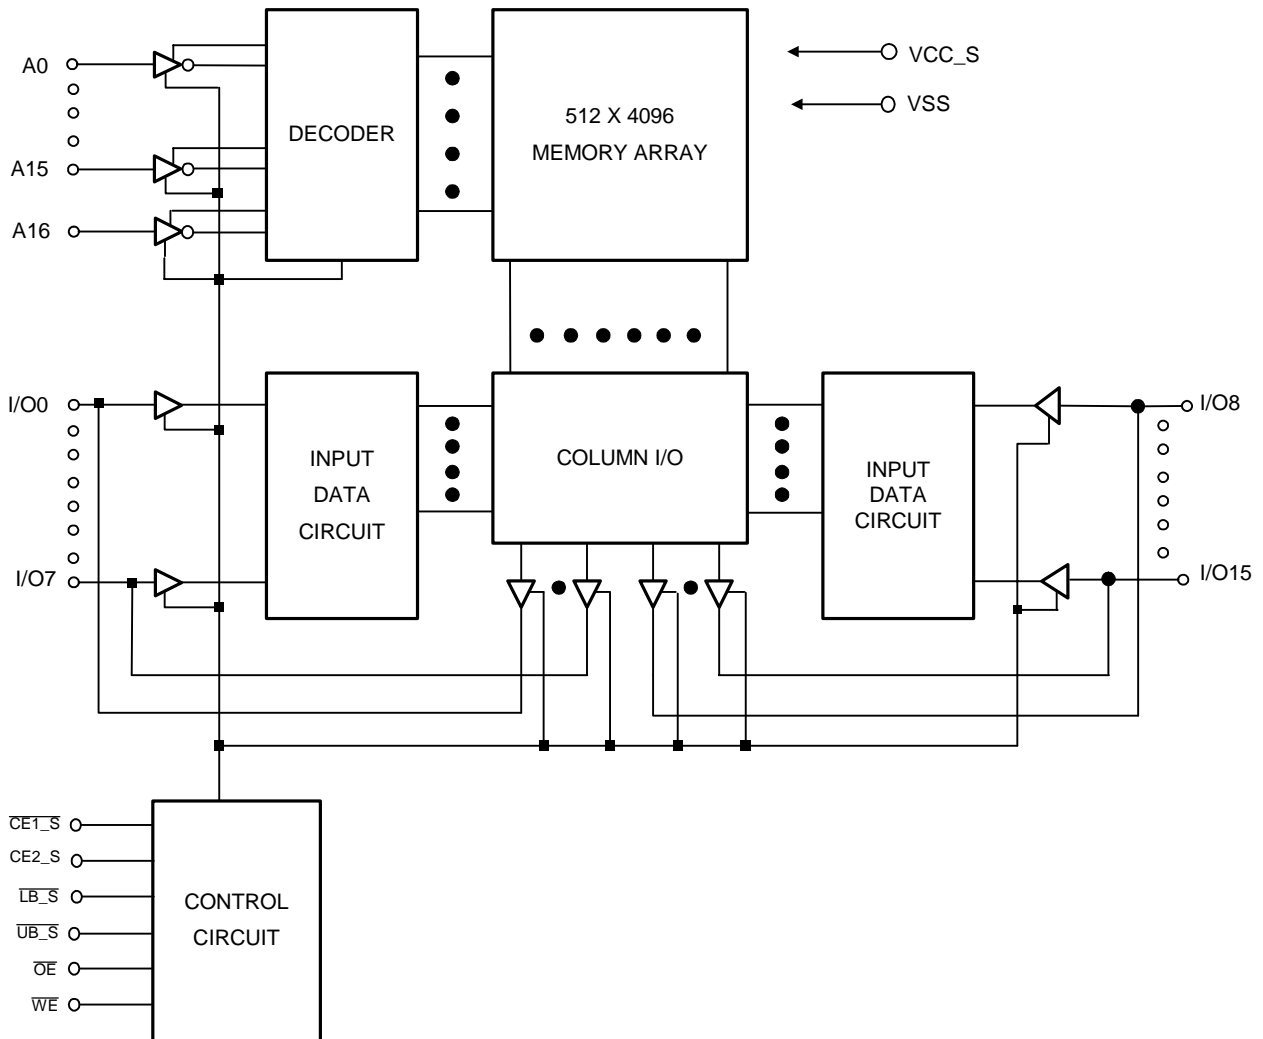 A0
A15
A16
DECODER
512 X 4096
MEMORY ARRAY
VCC_S
VSS
I/O0
I/O7
INPUT
DATA
CIRCUIT
COLUMN I/O
INPUT
DATA
CIRCUIT
I/O8
I/O15
CE1_S
CE2_S
LB_S
UB_S
OE
WE
CONTROL
CIRCUIT